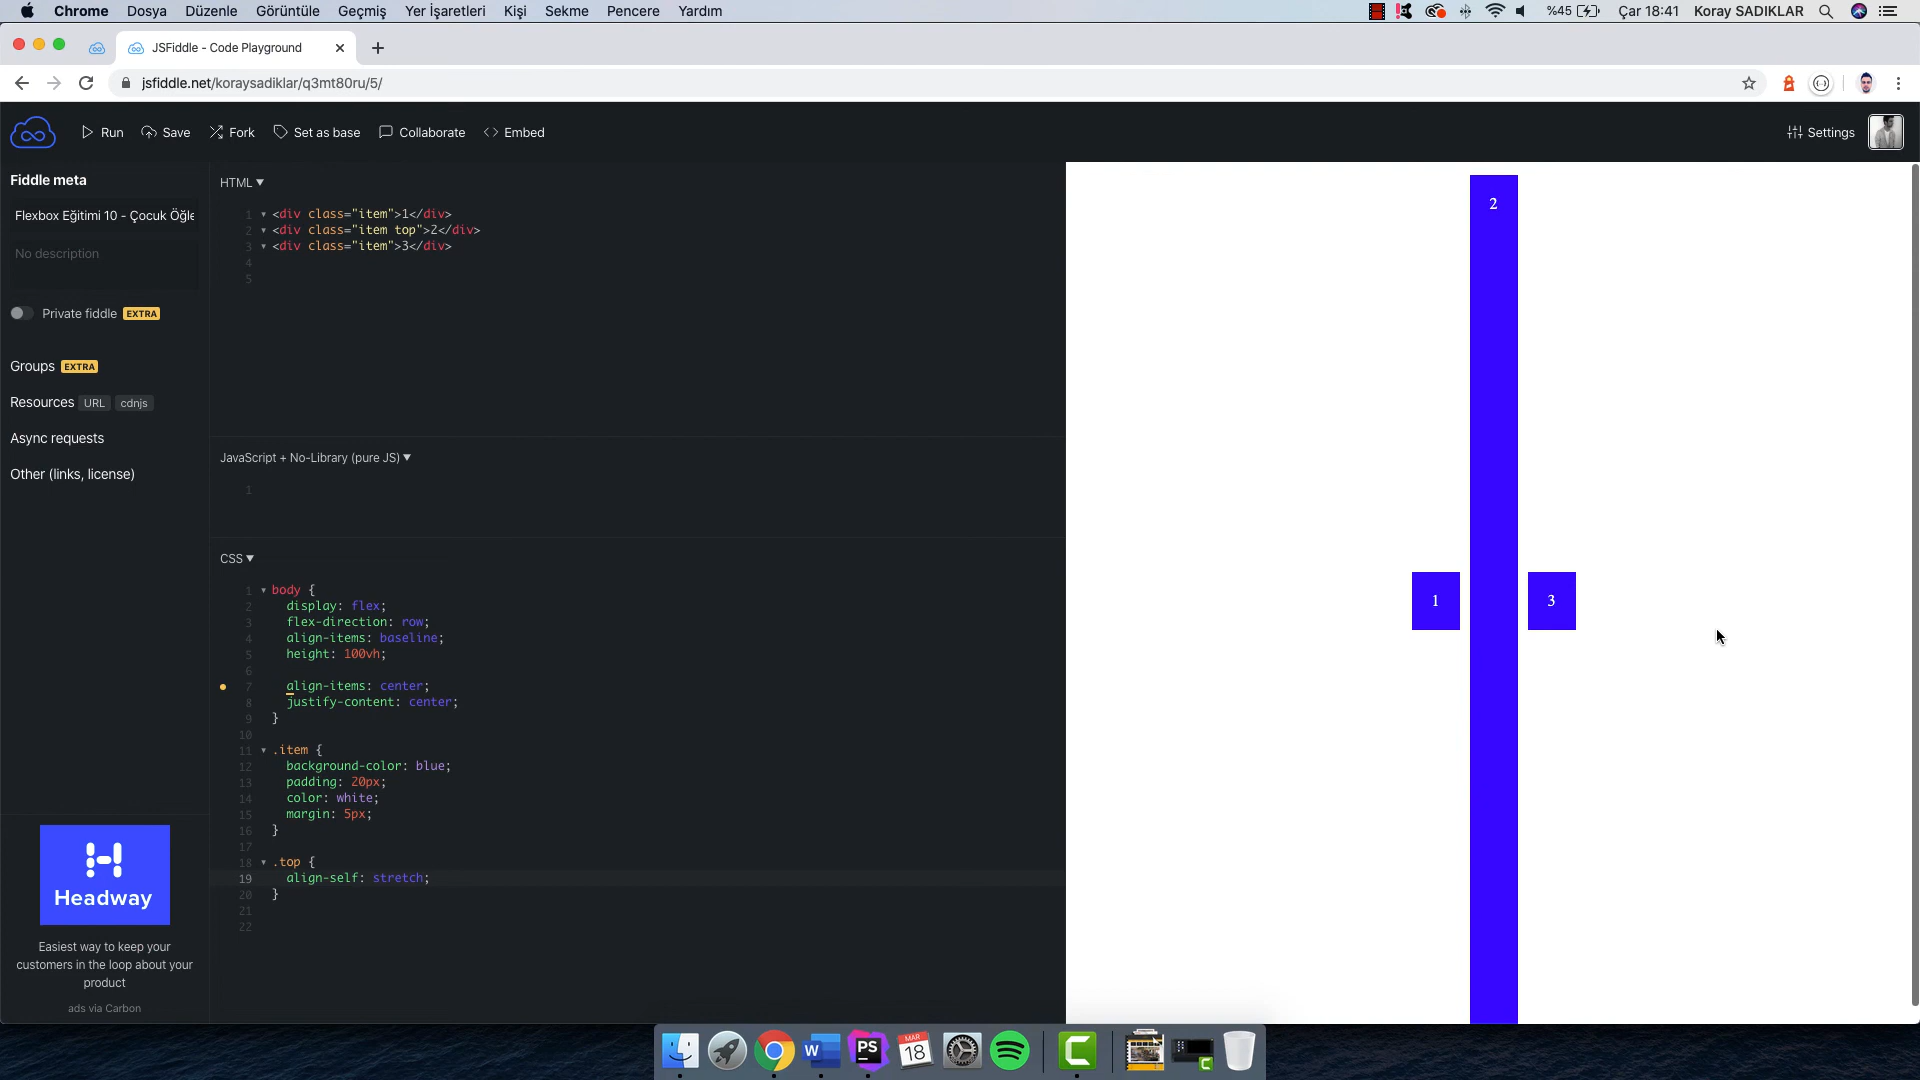 Chrome Dosya Düzenle Görüntüle Geçmiş Yer İşaretleri Kişi Sekme Pencere Yardım %45 Çar 18:41 Koray SADIKLAR
JSFiddle - Code Playground
jsfiddle.net/koraysadiklar/q3mt80ru/5/
Run Save Fork Set as base Collaborate Embed Settings
Fiddle meta
Flexbox Eğitimi 10 - Çocuk Öğle
No description
Private fiddle EXTRA
Groups EXTRA
Resources URL cdnjs
Async requests
Other (links, license)
Headway
Easiest way to keep your
customers in the loop about your
product
ads via Carbon
HTML
1 <div class="item">1</div>
2 <div class="item top">2</div>
3 <div class="item">3</div>
4
5
JavaScript + No-Library (pure JS)
1
CSS
1 body {
2 display: flex;
3 flex-direction: row;
4 align-items: baseline;
5 height: 100vh;
6
7 align-items: center;
8 justify-content: center;
9 }
10
11 .item {
12 background-color: blue;
13 padding: 20px;
14 color: white;
15 margin: 5px;
16 }
17
18 .top {
19 align-self: stretch;
20 }
21
22
2
1
3
W
PS
MAR
18
C